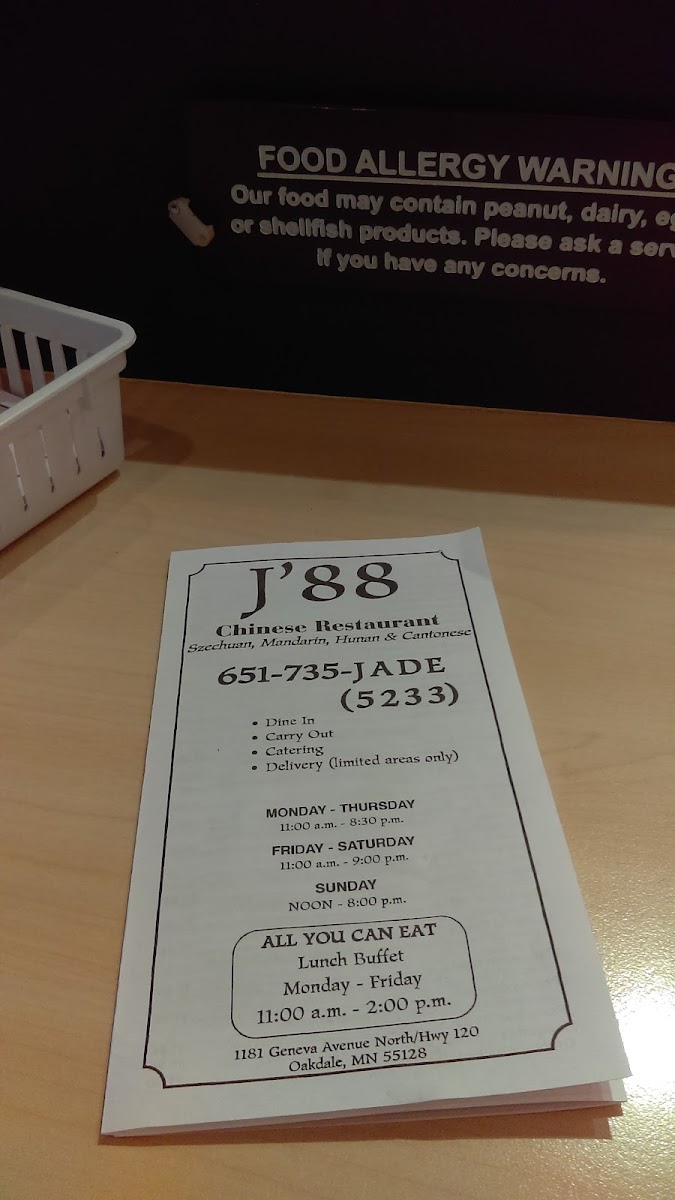 FOOD ALLERGY WARNING
Our food may contain peanut, dairy,
or shellfish products. Please ask a
if you have any concerns.
J'88
Chinese Restaurant
Szechuan, Mandarin, Hunan & Cantonese
651-735-JADE
(5233)
• Dine In
• Carry Out
• Catering
• Delivery (limited areas only)
MONDAY - THURSDAY
11:00 a.m. - 8:30 p.m.
FRIDAY - SATURDAY
11:00 a.m. - 9:00 p.m.
SUNDAY
NOON - 8:00 p.m.
ALL YOU CAN EAT
Lunch Buffet
Monday - Friday
11:00 a.m. - 2:00 p.m.
1181 Geneva Avenue North/Hwy 120
Oakdale, MN 55128